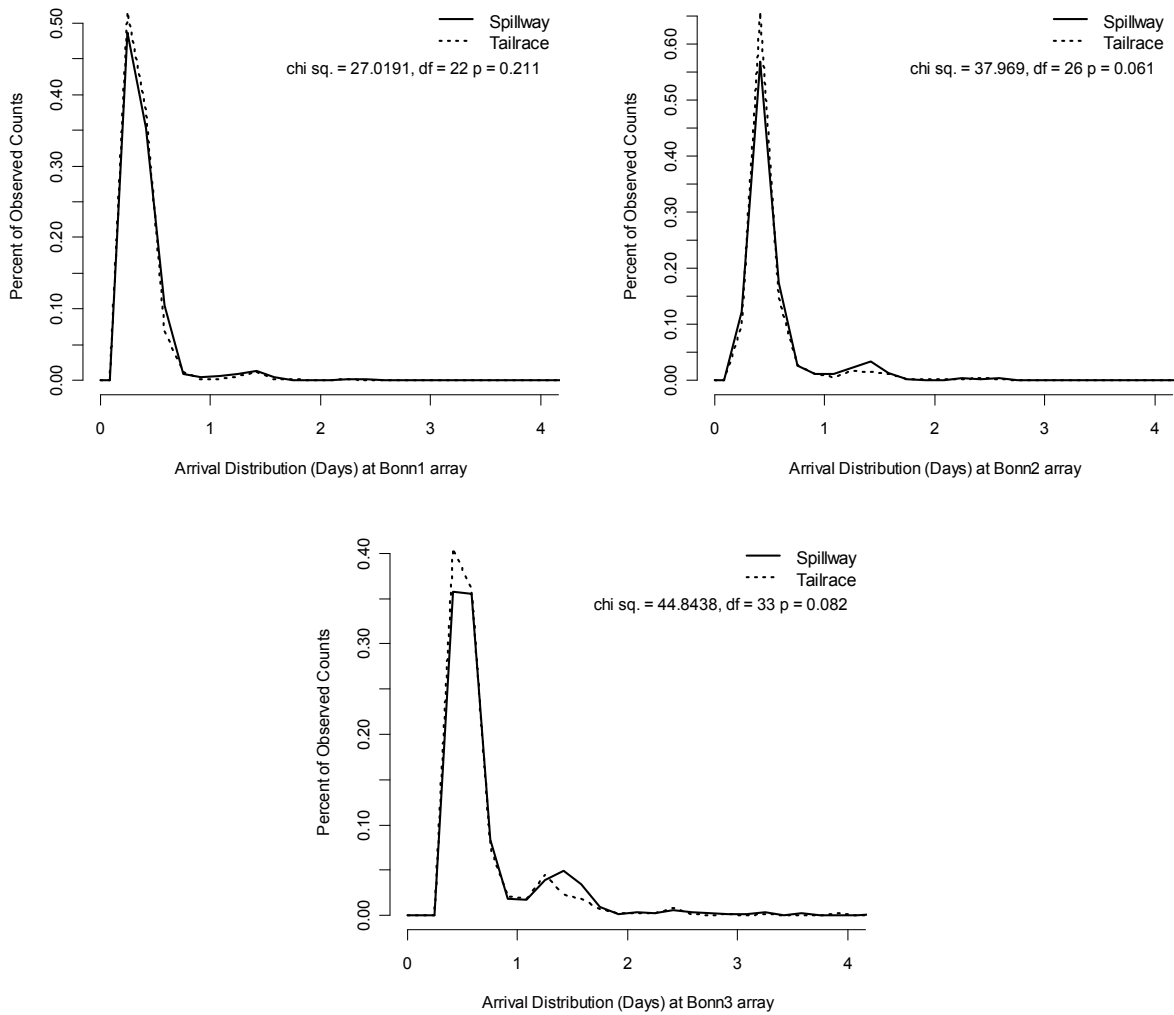 Spillway
Tailrace
chi sq. = 27.0191, df = 22 p = 0.211
Percent of Observed Counts
0.50
0.40
0.30
0.20
0.10
0.00
0 1 2 3 4
Arrival Distribution (Days) at Bonn1 array
Spillway
Tailrace
chi sq. = 37.969, df = 26 p = 0.061
Percent of Observed Counts
0.60
0.50
0.40
0.30
0.20
0.10
0.00
0 1 2 3 4
Arrival Distribution (Days) at Bonn2 array
Spillway
Tailrace
chi sq. = 44.8438, df = 33 p = 0.082
Percent of Observed Counts
0.40
0.30
0.20
0.10
0.00
0 1 2 3 4
Arrival Distribution (Days) at Bonn3 array